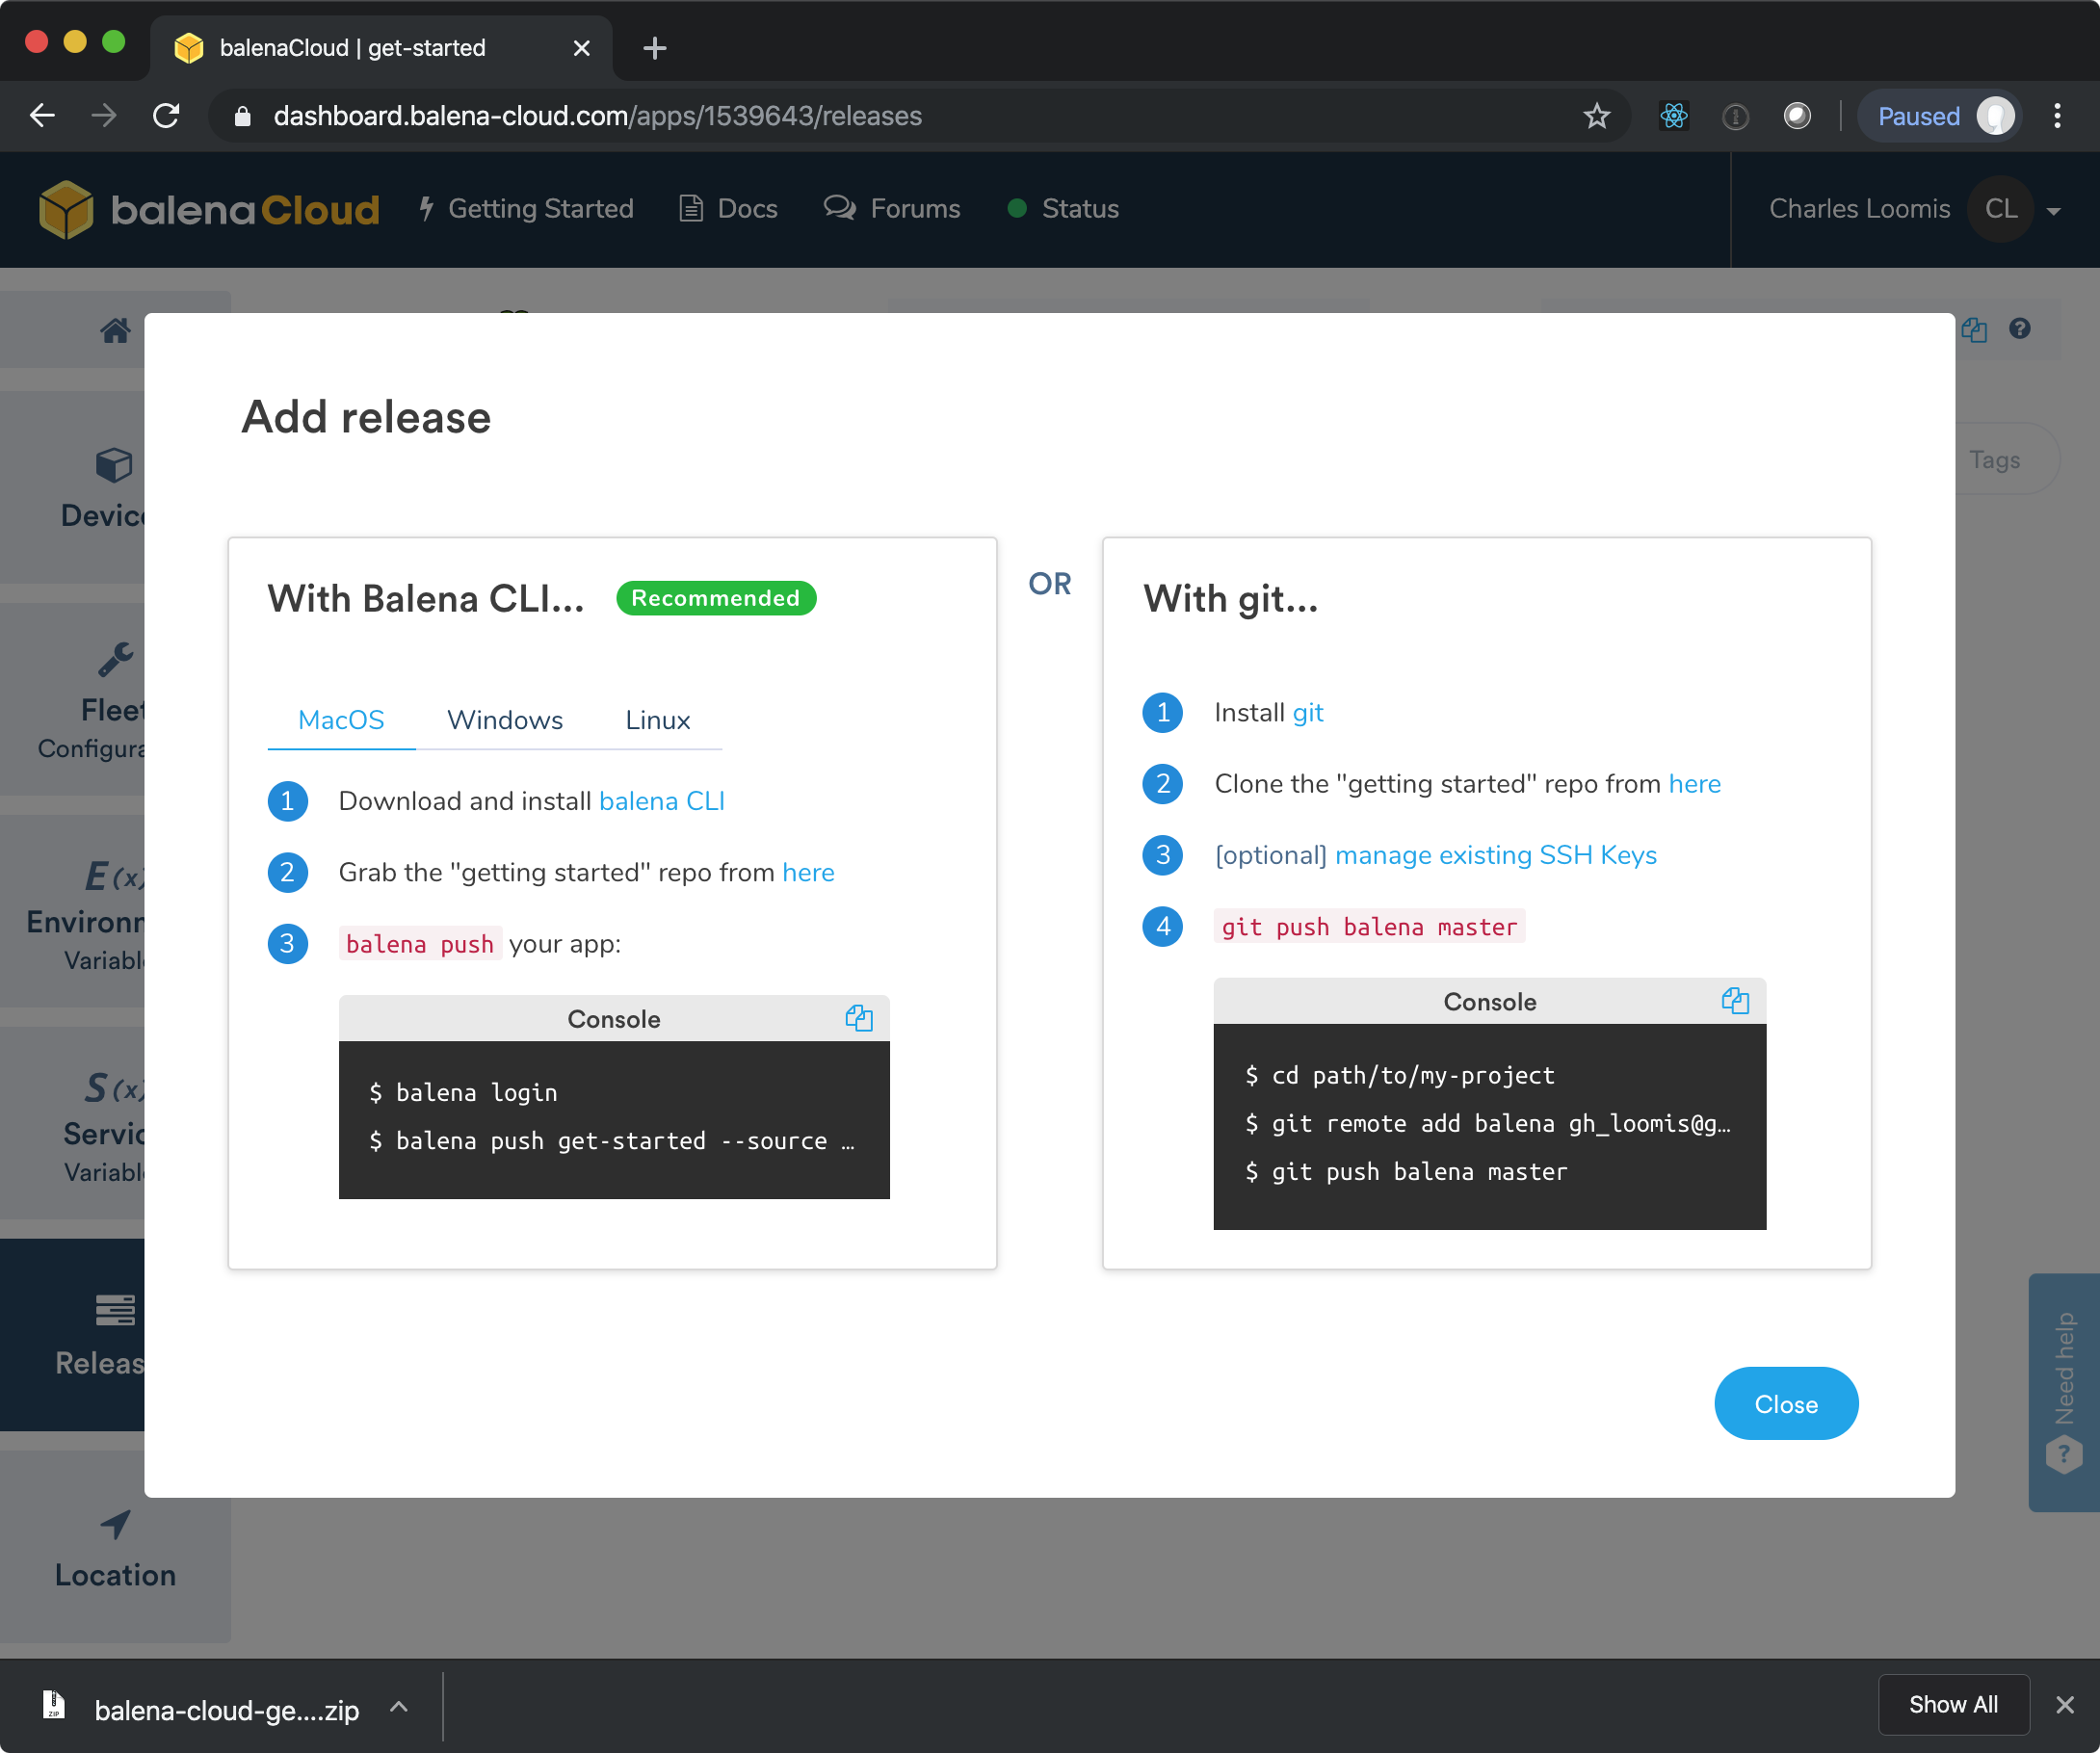 balenaCloud | get-started
dashboard.balena-cloud.com/apps/1539643/releases
Paused
balenaCloud
Getting Started
Docs
Forums
Status
Charles Loomis
CL
Tags
Add release
With Balena CLI...
Recommended
MacOS
Windows
Linux
1
Download and install balena CLI
2
Grab the "getting started" repo from here
3
balena push your app:
Console
$ balena login
$ balena push get-started --source …
OR
With git...
1
Install git
2
Clone the "getting started" repo from here
3
[optional] manage existing SSH Keys
4
git push balena master
Console
$ cd path/to/my-project
$ git remote add balena gh_loomis@g…
$ git push balena master
Close
Device
Fleet
Configura
E(x)
Environ
Variabl
S(x)
Servic
Variabl
Releas
Location
Need help
?
balena-cloud-ge....zip
ZIP
Show All